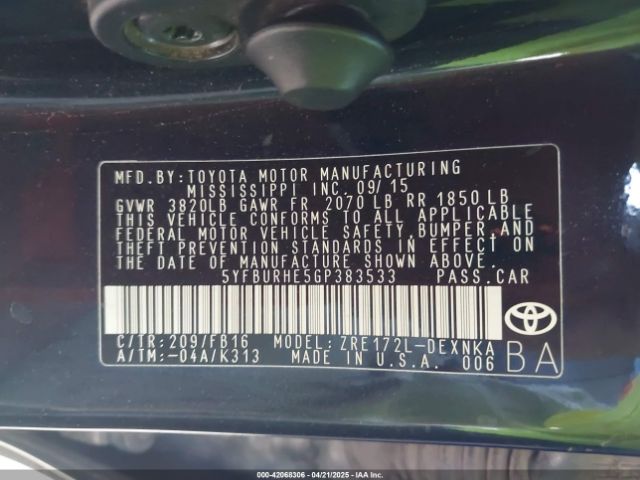 MFD.BY: TOYOTA MOTOR MANUFACTURING
MISSISSIPPI INC. 09/15
GVWR 3820LB GAWR FR 2070 LB RR 1850 LB
THIS VEHICLE CONFORMS TO ALL APPLICABLE
FEDERAL MOTOR VEHICLE SAFETY, BUMPER, AND
THEFT PREVENTION STANDARDS IN EFFECT ON
THE DATE OF MANUFACTURE SHOWN ABOVE.
5YFBURHE5GP383533 PASS.CAR
C/TR: 209/FB16 MODEL: ZRE172L-DEXNKA
A/TM: -04A/K313 MADE IN U.S.A. 006 BA
000-42068306 - 04/21/2025 - IAA Inc.